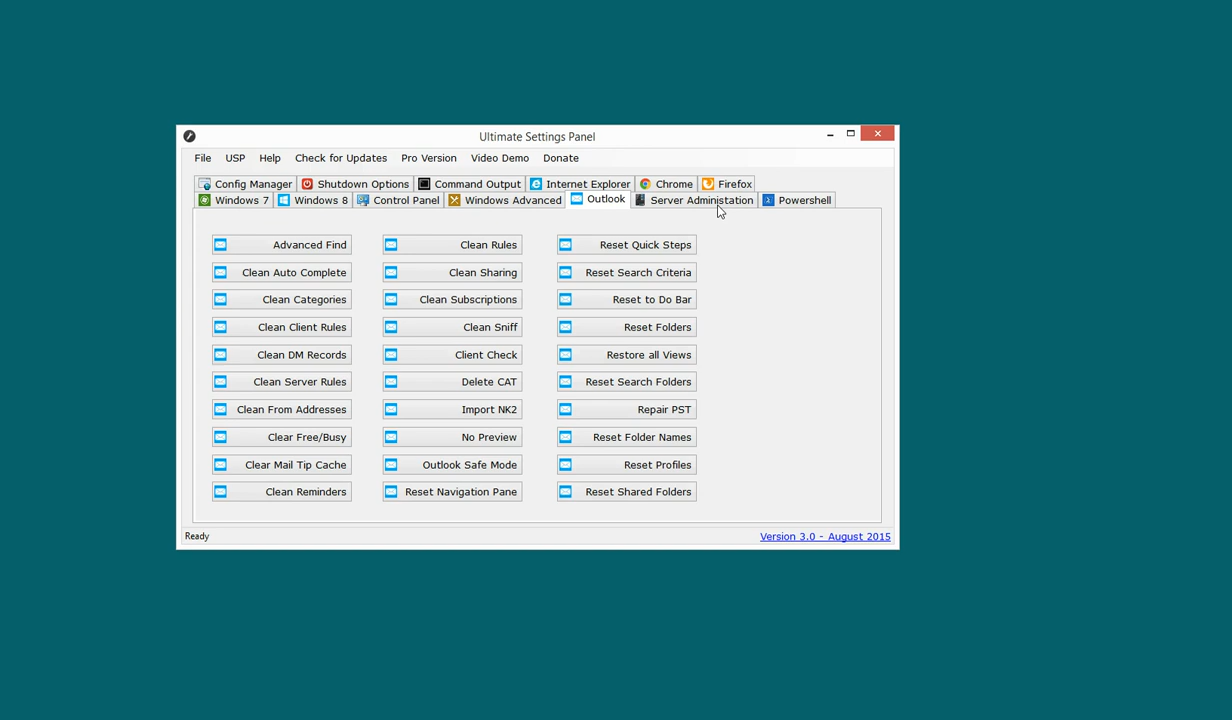 Ultimate Settings Panel
File USP Help Check for Updates Pro Version Video Demo Donate
Config Manager Shutdown Options Command Output Internet Explorer Chrome Firefox
Windows 7 Windows 8 Control Panel Windows Advanced Outlook Server Administation Powershell
Advanced Find Clean Rules Reset Quick Steps
Clean Auto Complete Clean Sharing Reset Search Criteria
Clean Categories Clean Subscriptions Reset to Do Bar
Clean Client Rules Clean Sniff Reset Folders
Clean DM Records Client Check Restore all Views
Clean Server Rules Delete CAT Reset Search Folders
Clean From Addresses Import NK2 Repair PST
Clear Free/Busy No Preview Reset Folder Names
Clear Mail Tip Cache Outlook Safe Mode Reset Profiles
Clean Reminders Reset Navigation Pane Reset Shared Folders
Ready Version 3.0 - August 2015